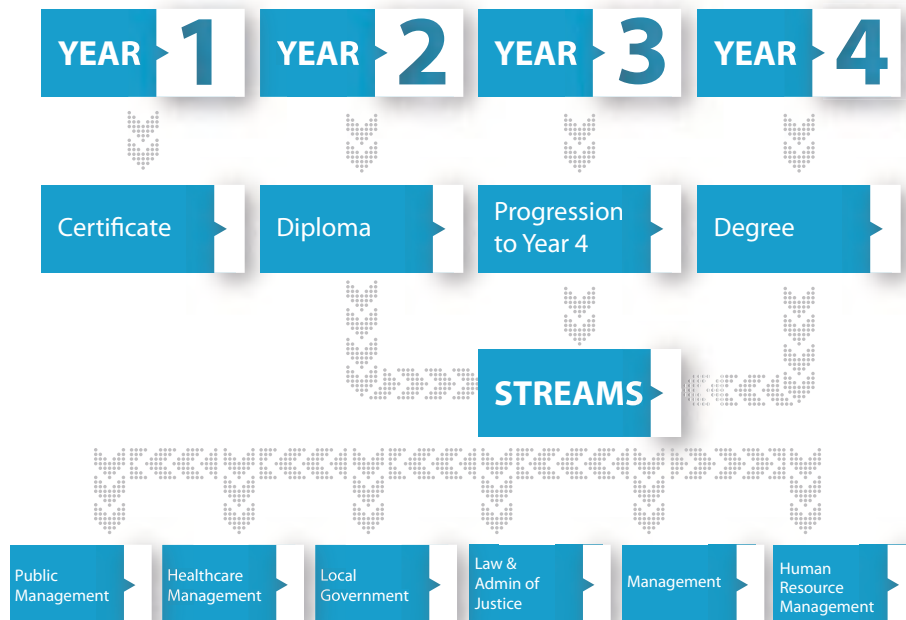 YEAR 1
YEAR 2
YEAR 3
YEAR 4
Certificate
Diploma
Progression
to Year 4
Degree
STREAMS
Public
Management
Healthcare
Management
Local
Government
Law &
Admin of
Justice
Management
Human
Resource
Management